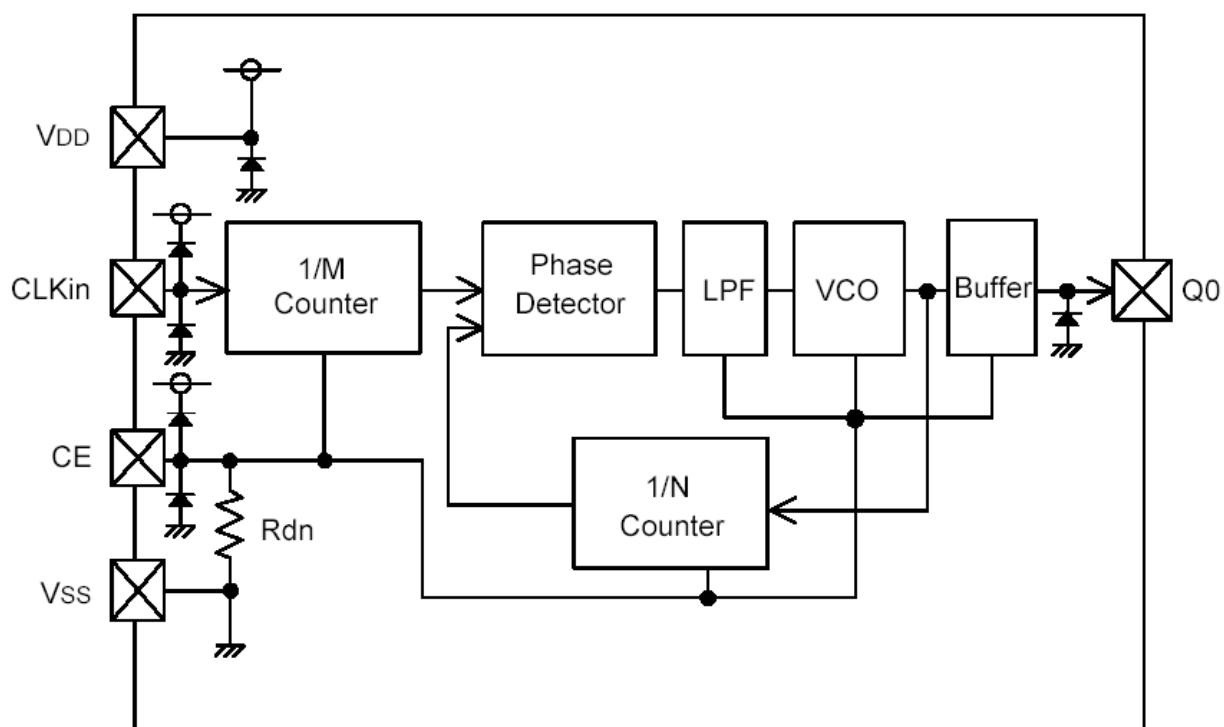 VDD
CLKin
1/M
Counter
Phase
Detector
LPF
VCO
Buffer
Q0
CE
Rdn
1/N
Counter
VSS